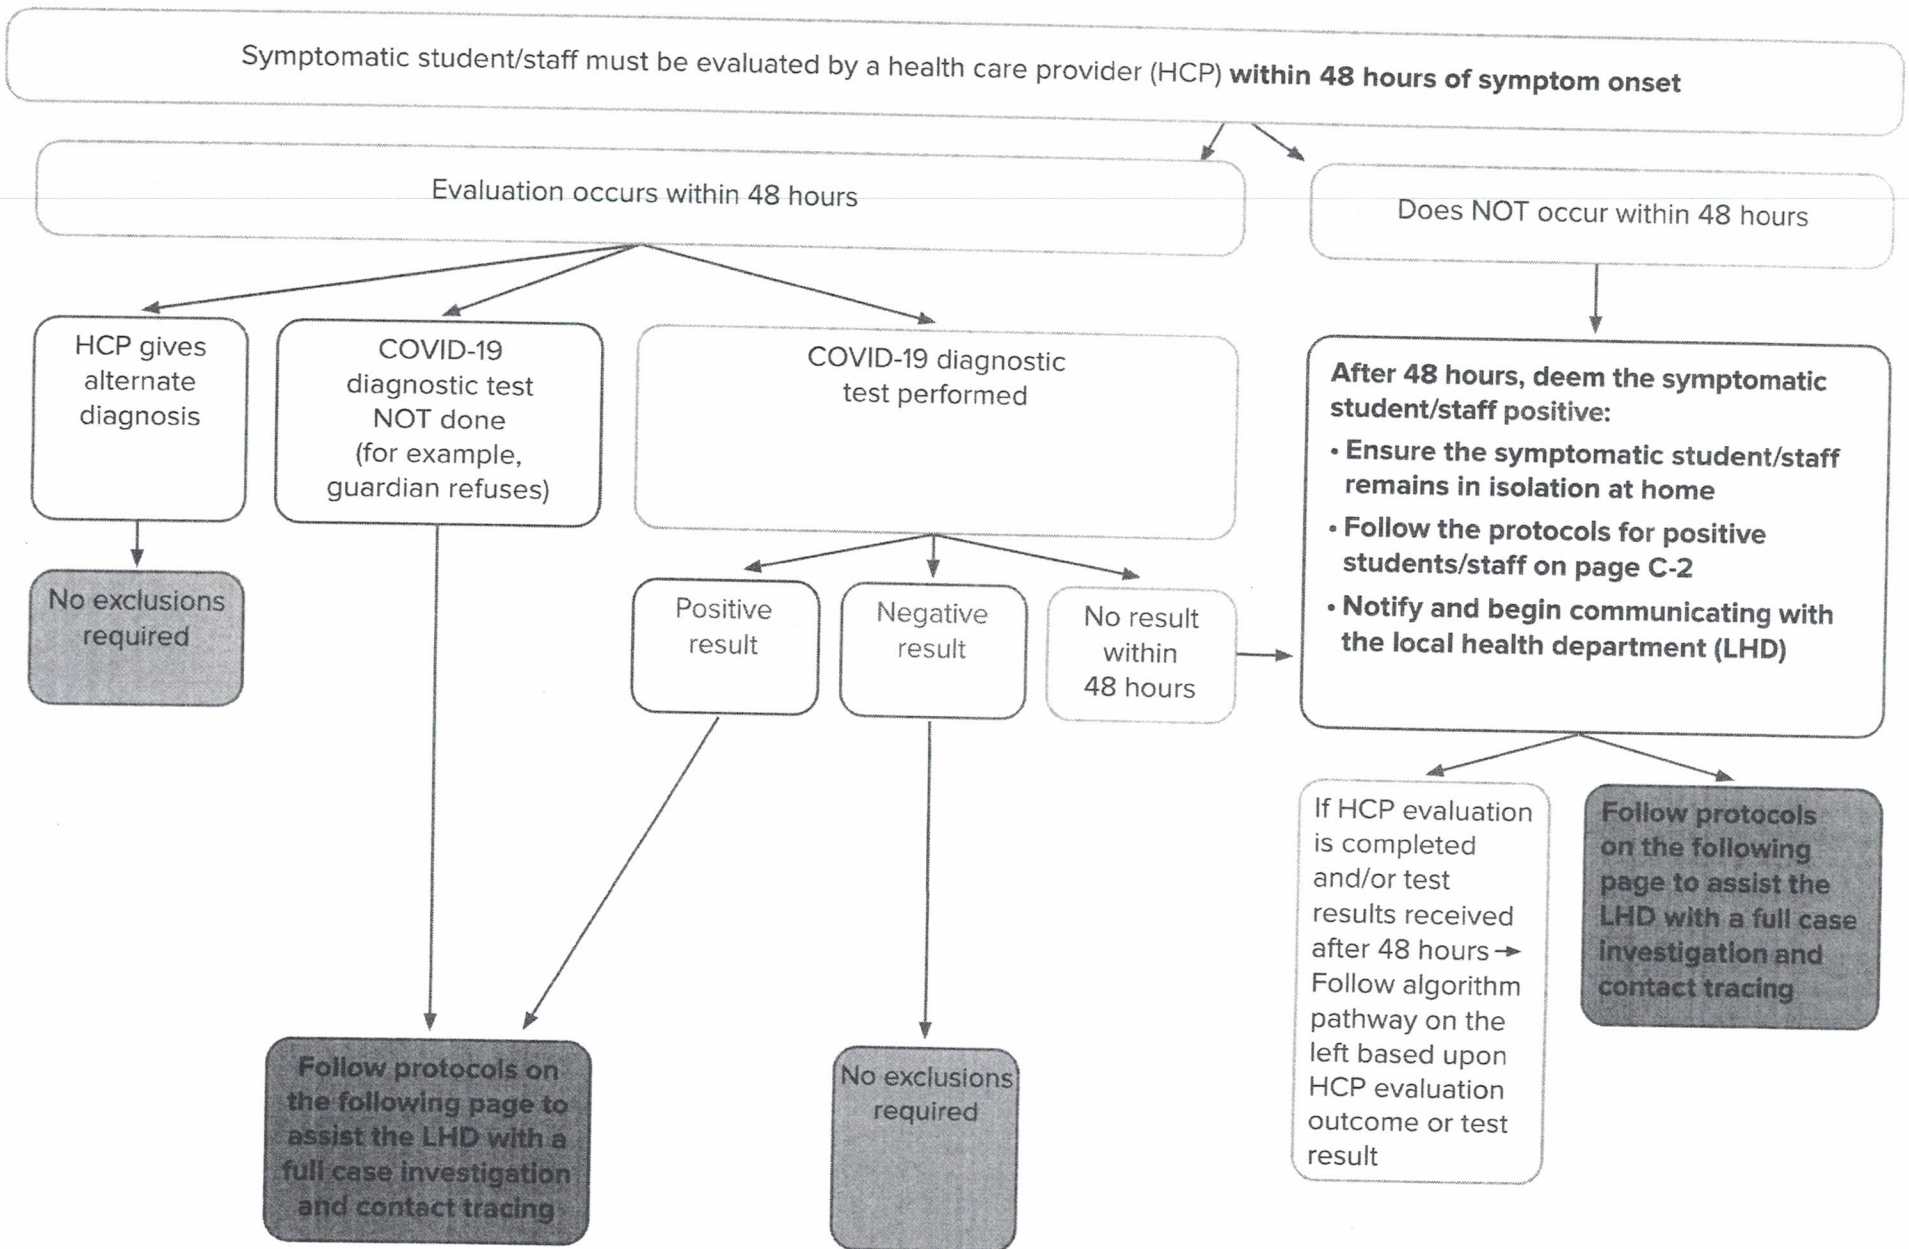 Symptomatic student/staff must be evaluated by a health care provider (HCP) within 48 hours of symptom onset
Evaluation occurs within 48 hours
Does NOT occur within 48 hours
HCP gives
alternate
diagnosis
COVID-19
diagnostic test
NOT done
(for example,
guardian refuses)
COVID-19 diagnostic
test performed
After 48 hours, deem the symptomatic
student/staff positive:
• Ensure the symptomatic student/staff
remains in isolation at home
• Follow the protocols for positive
students/staff on page C-2
• Notify and begin communicating with
the local health department (LHD)
No exclusions
required
Positive
result
Negative
result
No result
within
48 hours
If HCP evaluation
is completed
and/or test
results received
after 48 hours →
Follow algorithm
pathway on the
left based upon
HCP evaluation
outcome or test
result
Follow protocols
on the following
page to assist the
LHD with a full case
investigation and
contact tracing
Follow protocols on
the following page to
assist the LHD with a
full case investigation
and contact tracing
No exclusions
required